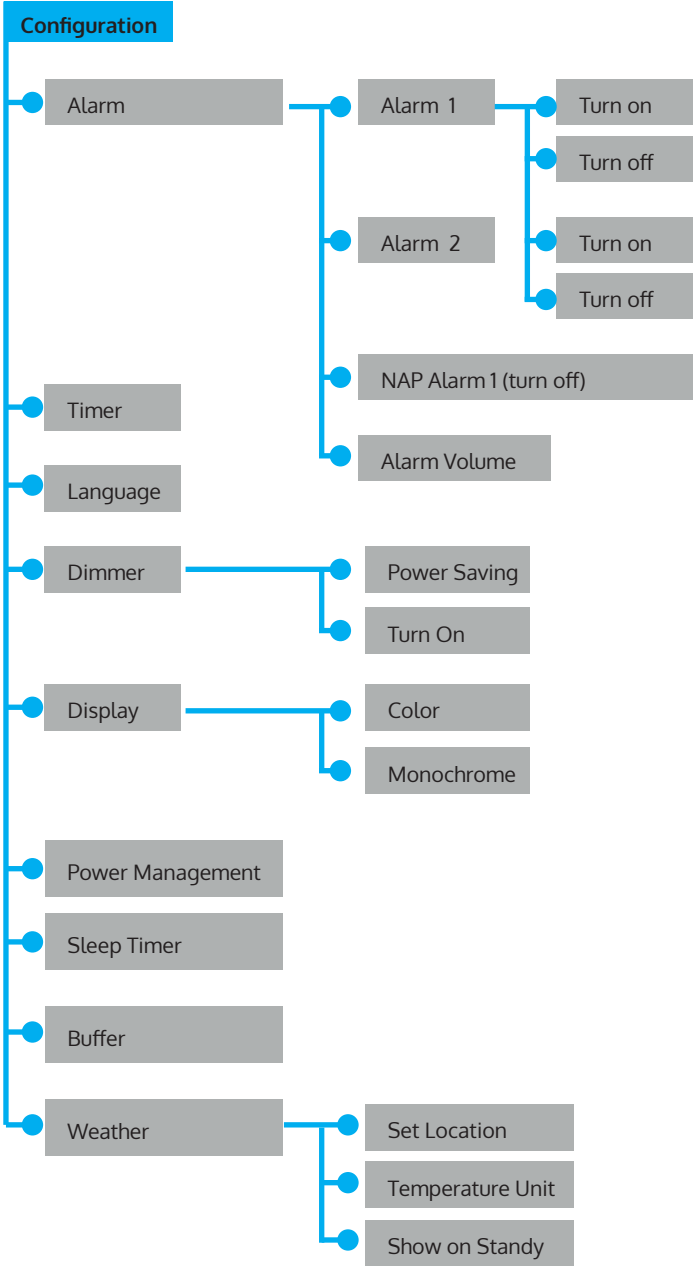 Configuration
Alarm
Alarm 1
Turn on
Turn off
Alarm 2
Turn on
Turn off
NAP Alarm 1 (turn off)
Alarm Volume
Timer
Language
Dimmer
Power Saving
Turn On
Display
Color
Monochrome
Power Management
Sleep Timer
Buffer
Weather
Set Location
Temperature Unit
Show on Standy